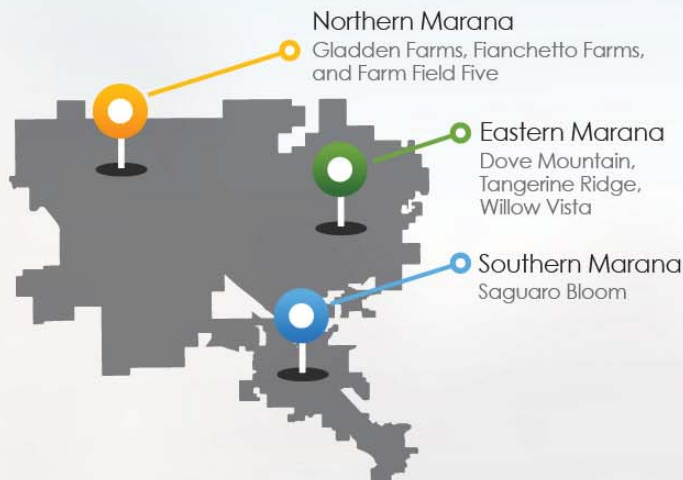 Northern Marana
Gladden Farms, Fianchetto Farms,
and Farm Field Five
Eastern Marana
Dove Mountain,
Tangerine Ridge,
Willow Vista
Southern Marana
Saguaro Bloom